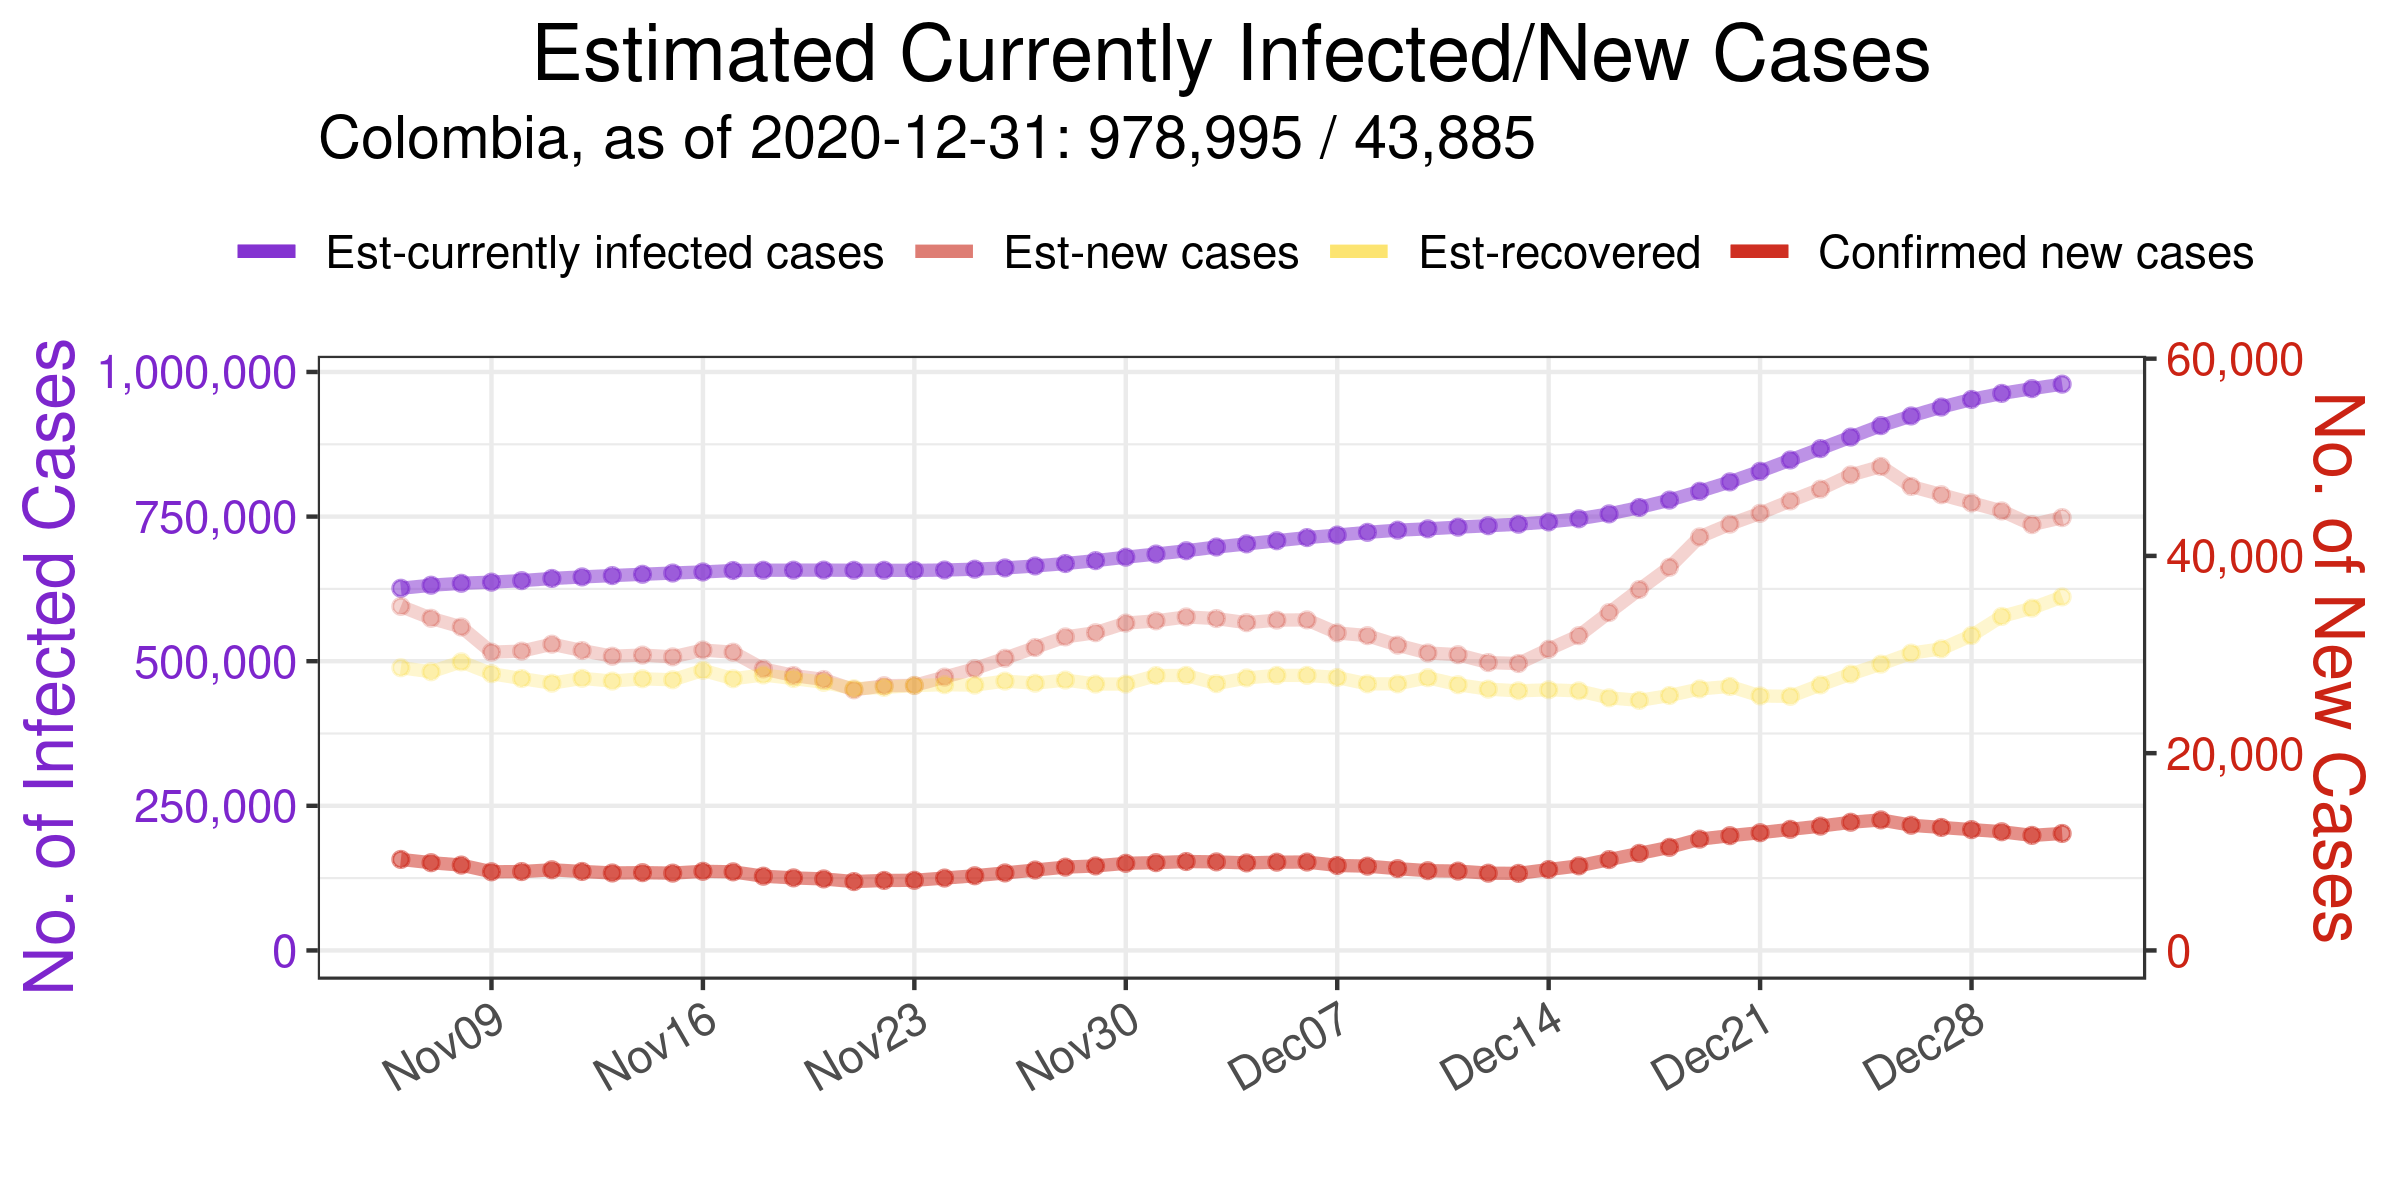 Estimated Currently Infected/New Cases
Colombia, as of 2020-12-31: 978,995 / 43,885
Est-currently infected cases Est-new cases Est-recovered Confirmed new cases
No. of Infected Cases
1,000,000
750,000
500,000
250,000
0
60,000
40,000
20,000
0
No. of New Cases
Nov09 Nov16 Nov23 Nov30 Dec07 Dec14 Dec21 Dec28